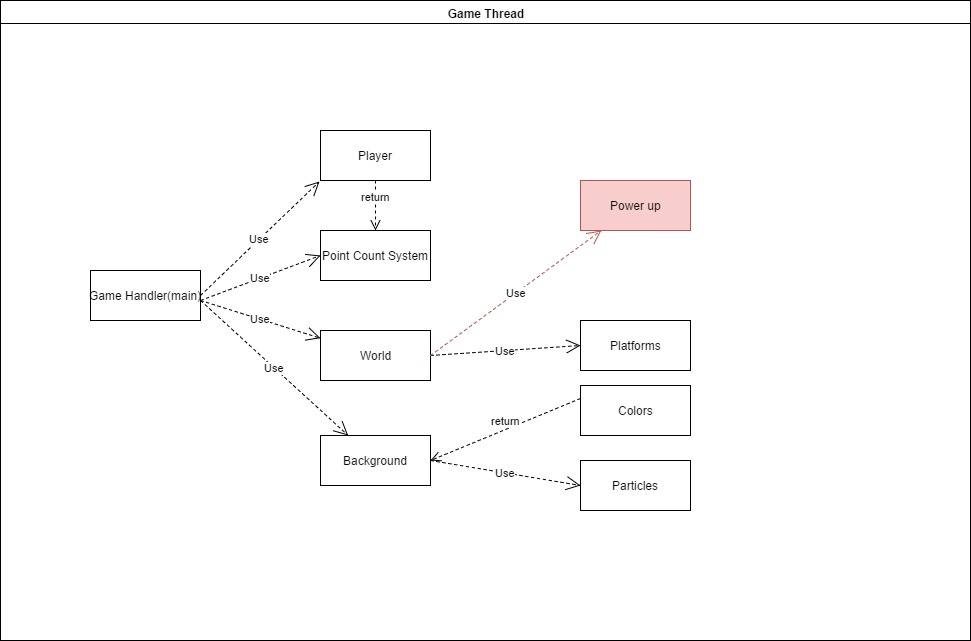 Game Thread
Player
return
Power up
Use
Point Count System
Use
Game Handler(main)
Use
Use
World
Use
Platforms
Use
Colors
return
Background
Use
Particles